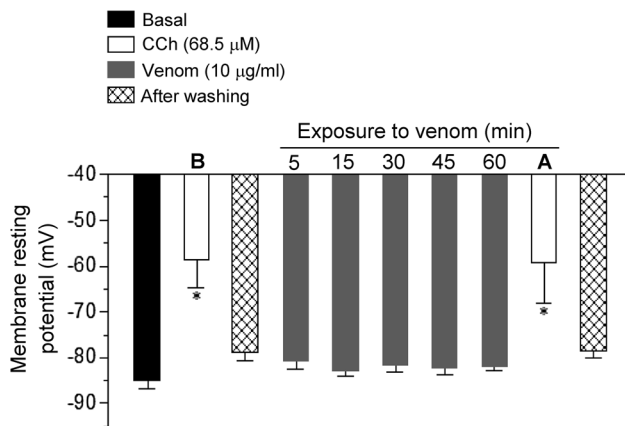 Basal
CCh (68.5 μM)
Venom (10 μg/ml)
After washing
Exposure to venom (min)
B 5 15 30 45 60 A
-40
-50
-60
-70
-80
-90
Membrane resting
potential (mV)
*
*